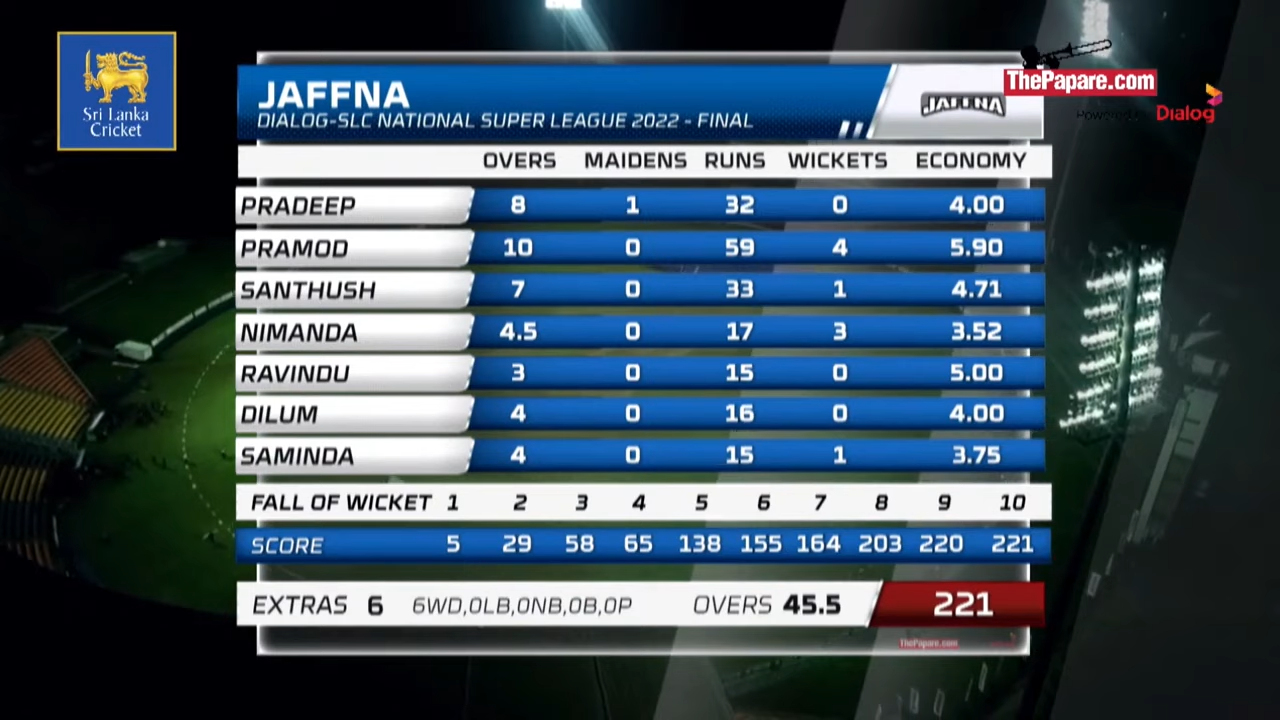 Sri Lanka
Cricket
JAFFNA
DIALOG-SLC NATIONAL SUPER LEAGUE 2022 - FINAL
JAFFNA
ThePapare.com
Powered by Dialog
OVERS MAIDENS RUNS WICKETS ECONOMY
PRADEEP 8 1 32 0 4.00
PRAMOD 10 0 59 4 5.90
SANTHUSH 7 0 33 1 4.71
NIMANDA 4.5 0 17 3 3.52
RAVINDU 3 0 15 0 5.00
DILUM 4 0 16 0 4.00
SAMINDA 4 0 15 1 3.75
FALL OF WICKET 1 2 3 4 5 6 7 8 9 10
SCORE 5 29 58 65 138 155 164 203 220 221
EXTRAS 6 6WD,0LB,0NB,0B,0P OVERS 45.5 221
ThePapare.com